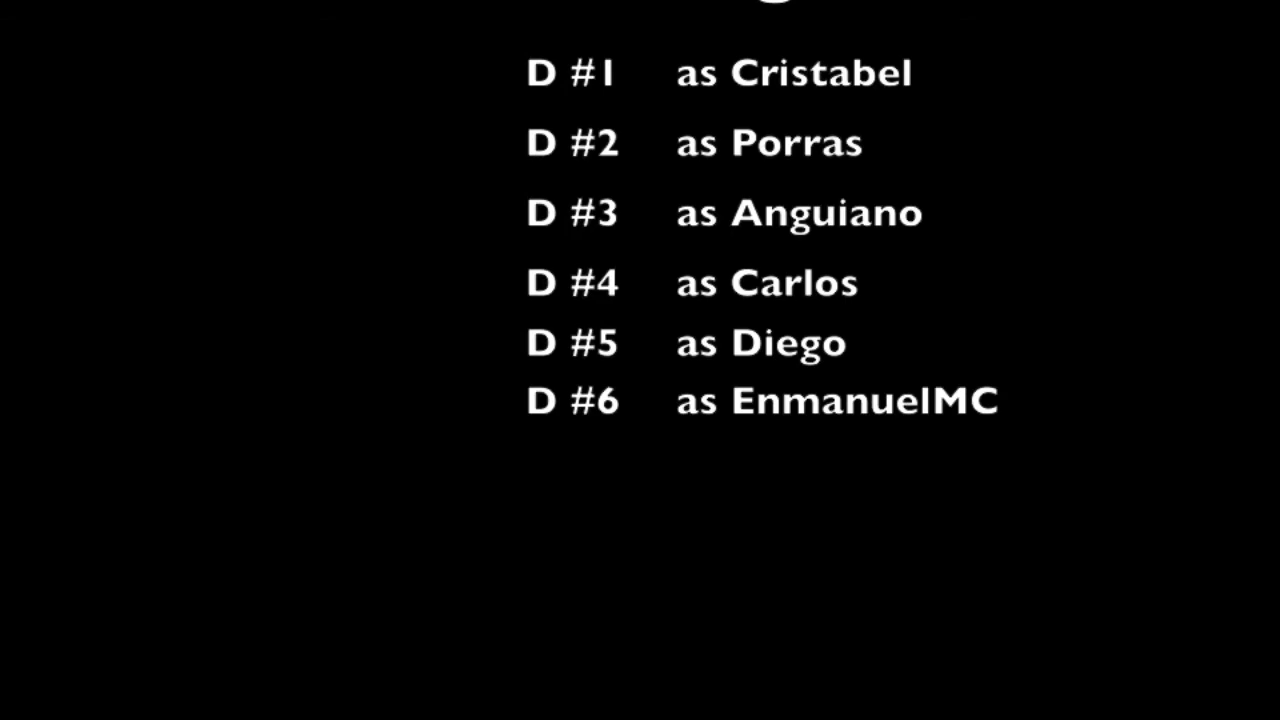 D #1 as Cristabel
D #2 as Porras
D #3 as Anguiano
D #4 as Carlos
D #5 as Diego
D #6 as EnmanuelMC